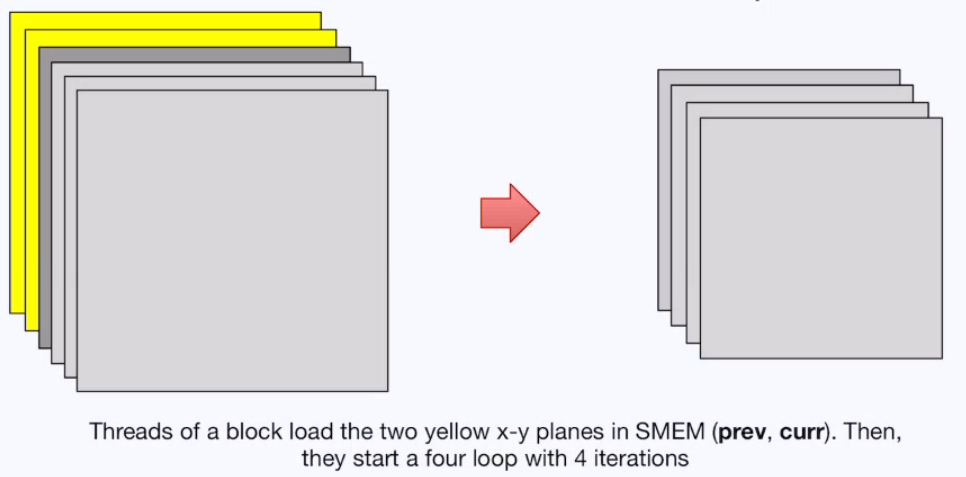 Threads of a block load the two yellow x-y planes in SMEM (prev, curr). Then,
they start a four loop with 4 iterations